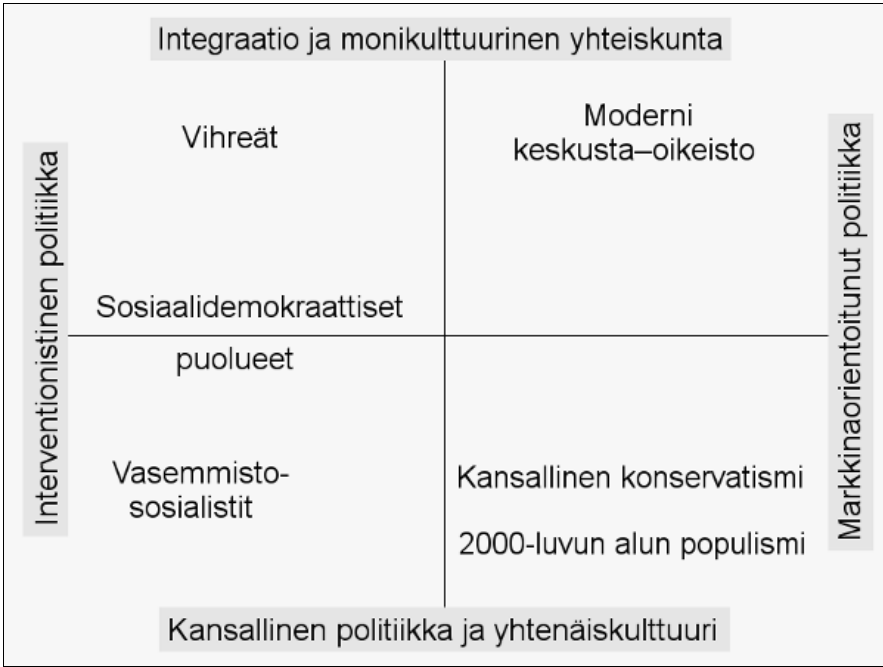 Integraatio ja monikulttuurinen yhteiskunta
Vihreät
Moderni
keskusta–oikeisto
Interventionistinen politiikka
Markkinaorientoitunut politiikka
Sosiaalidemokraattiset
puolueet
Vasemmisto-
sosialistit
Kansallinen konservatismi
2000-luvun alun populismi
Kansallinen politiikka ja yhtenäiskulttuuri